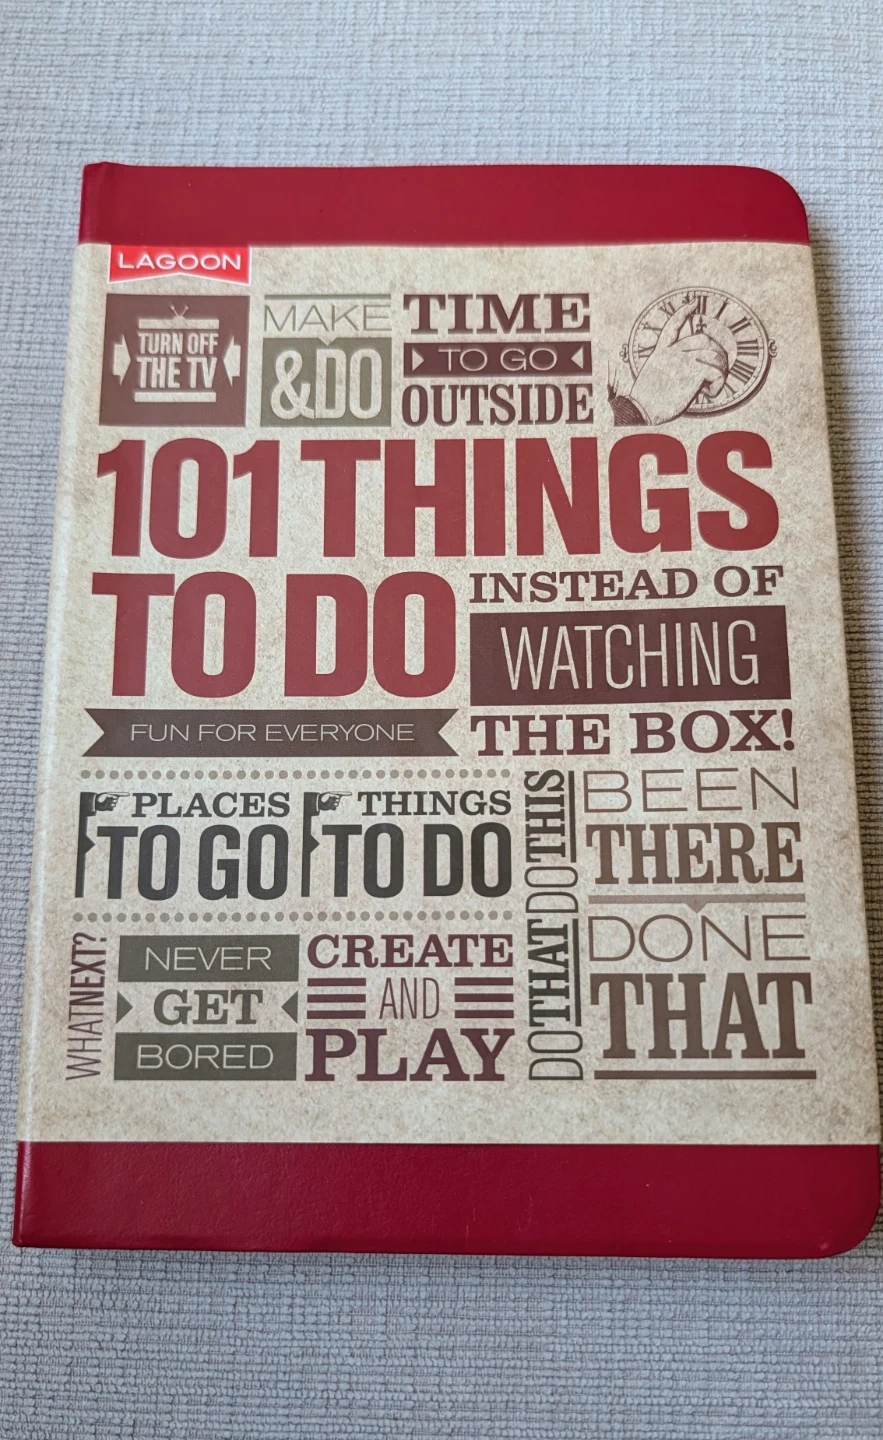 LAGOON
TURN OFF
THE TV
MAKE
&DO
TIME
TO GO
OUTSIDE
101 THINGS
TO DO
INSTEAD OF
WATCHING
THE BOX!
FUN FOR EVERYONE
PLACES
TO GO
THINGS
TO DO
DO THAT DO THIS
BEEN
THERE
DONE
THAT
WHAT NEXT?
NEVER
GET
BORED
CREATE
AND
PLAY